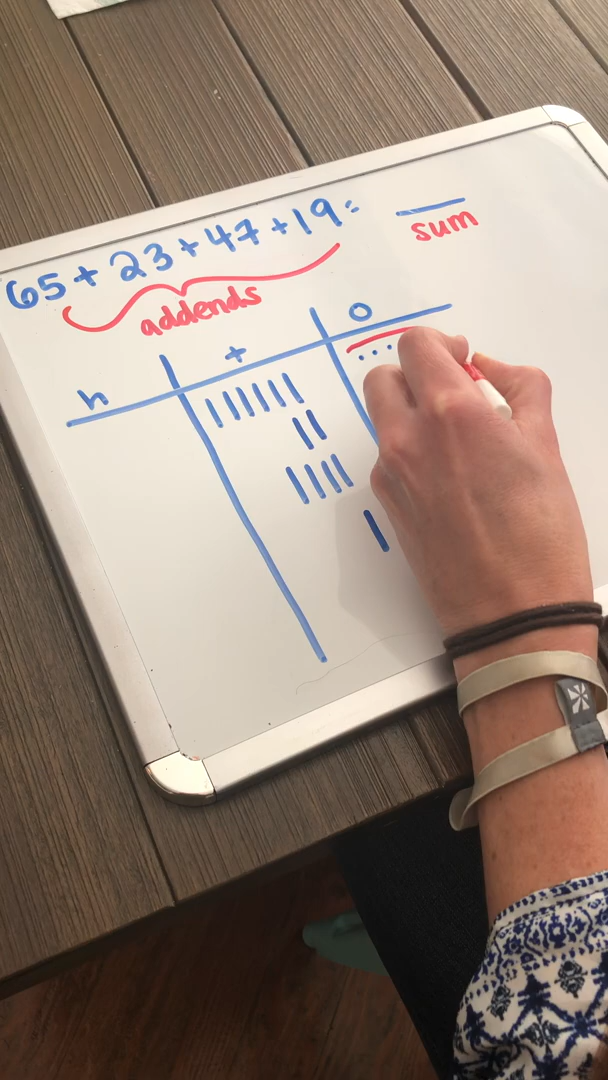 65 + 23 + 47 + 19 =
sum
addends
h t o